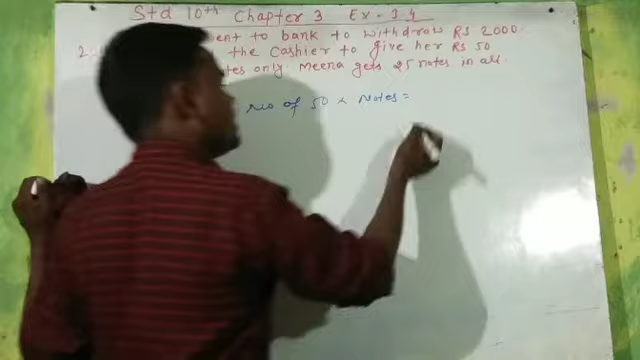 Std 10th Chapter 3 Ex - 3.4
2. ent to bank to withdraw Rs 2000.
the Cashier to give her Rs 50
tes only. Meena gets 25 notes in all.
No of 50 ₹ Notes =